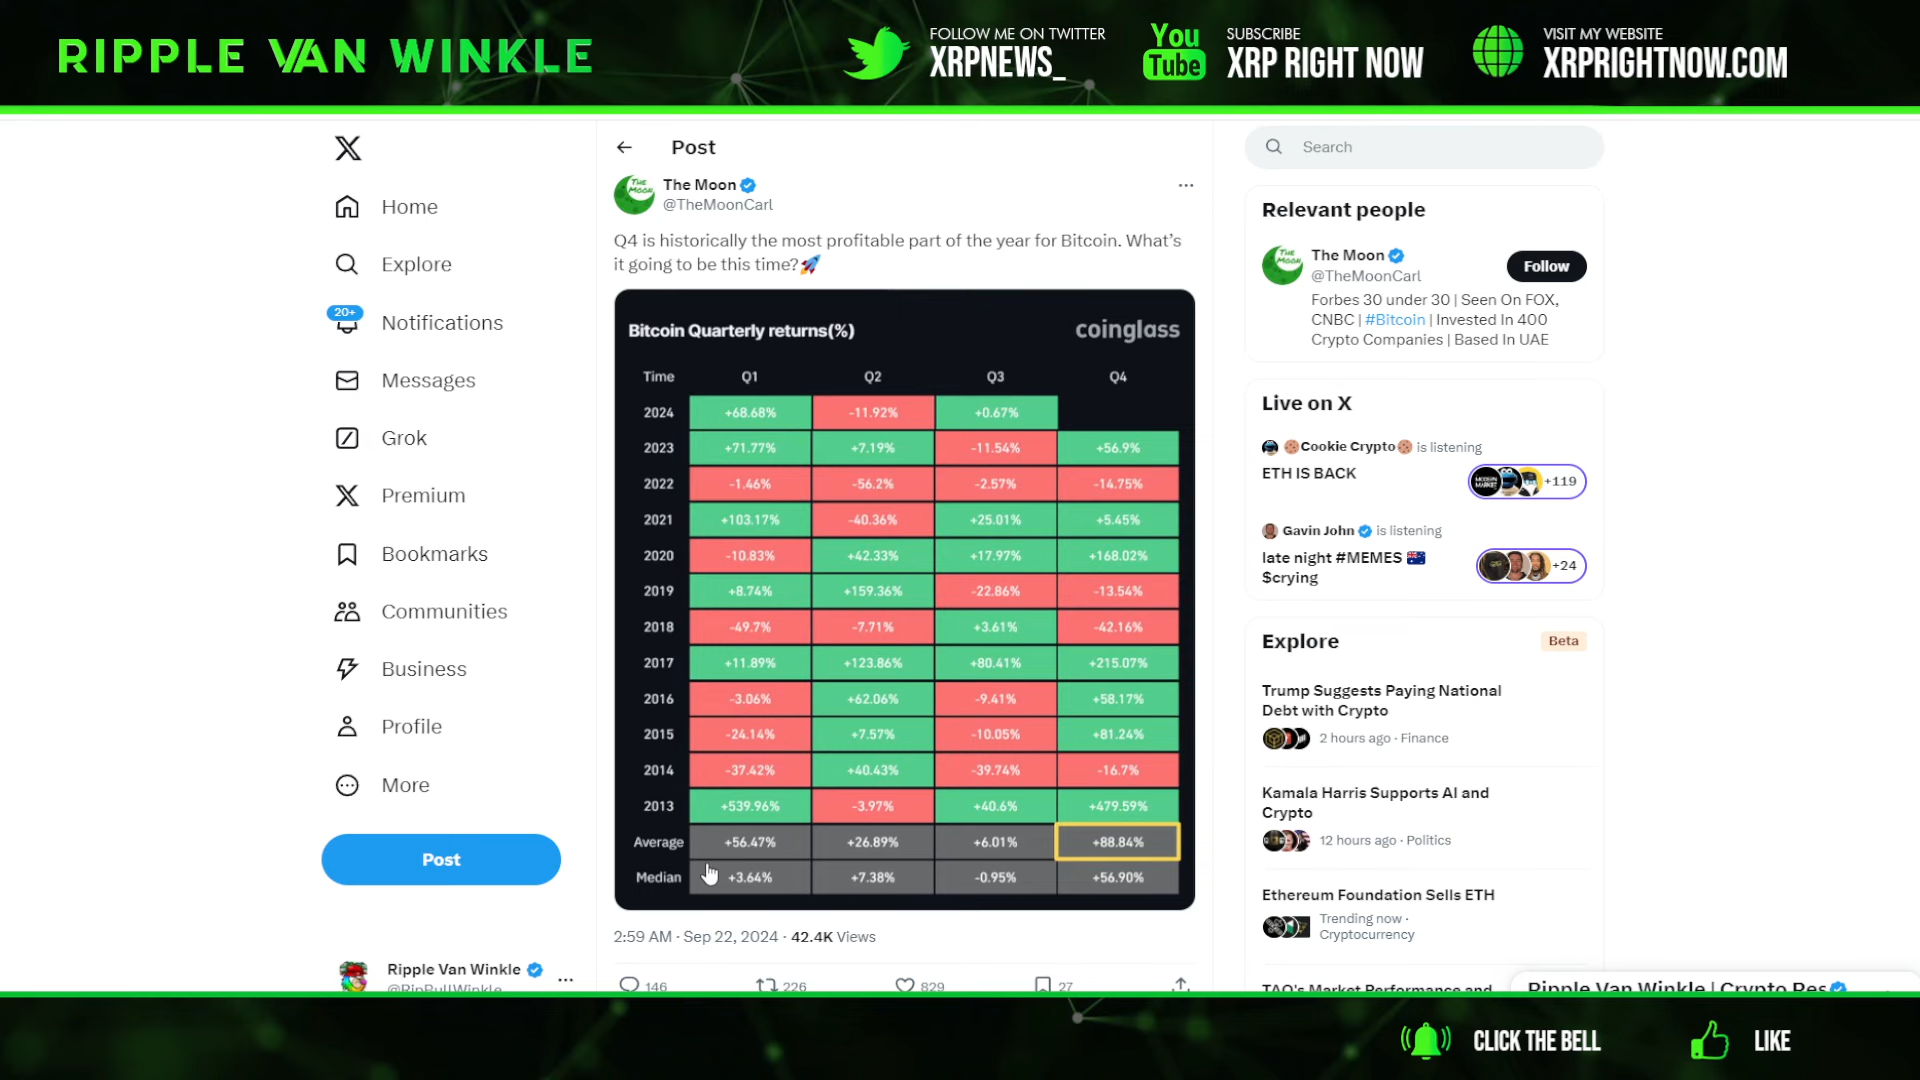 RIPPLE VAN WINKLE
FOLLOW ME ON TWITTER
XRPNEWS_
You
Tube
SUBSCRIBE
XRP RIGHT NOW
VISIT MY WEBSITE
XRPRIGHTNOW.COM
Home
Explore
20+
Notifications
Messages
Grok
Premium
Bookmarks
Communities
Business
Profile
More
Post
Ripple Van Winkle
@RipBullWinkle
Post
The Moon
@TheMoonCarl
Q4 is historically the most profitable part of the year for Bitcoin. What's
it going to be this time?🚀
Bitcoin Quarterly returns(%)
coinglass
Time Q1 Q2 Q3 Q4
2024 +68.68% -11.92% +0.67%
2023 +71.77% +7.19% -11.54% +56.9%
2022 -1.46% -56.2% -2.57% -14.75%
2021 +103.17% -40.36% +25.01% +5.45%
2020 -10.83% +42.33% +17.97% +168.02%
2019 +8.74% +159.36% -22.86% -13.54%
2018 -49.7% -7.71% +3.61% -42.16%
2017 +11.89% +123.86% +80.41% +215.07%
2016 -3.06% +62.06% -9.41% +58.17%
2015 -24.14% +7.57% -10.05% +81.24%
2014 -37.42% +40.43% -39.74% -16.7%
2013 +539.96% -3.97% +40.6% +479.59%
Average +56.47% +26.89% +6.01% +88.84%
Median +3.64% +7.38% -0.95% +56.90%
2:59 AM · Sep 22, 2024 · 42.4K Views
146 226 829 27
Search
Relevant people
The Moon
@TheMoonCarl
Follow
Forbes 30 under 30 | Seen On FOX,
CNBC | #Bitcoin | Invested In 400
Crypto Companies | Based In UAE
Live on X
🍪Cookie Crypto🍪 is listening
ETH IS BACK
+119
Gavin John is listening
late night #MEMES 🇦🇺
$crying
+24
Explore
Beta
Trump Suggests Paying National
Debt with Crypto
2 hours ago · Finance
Kamala Harris Supports AI and
Crypto
12 hours ago · Politics
Ethereum Foundation Sells ETH
Trending now ·
Cryptocurrency
TAO's Market Performance and
Ripple Van Winkle | Crypto Res
CLICK THE BELL
LIKE